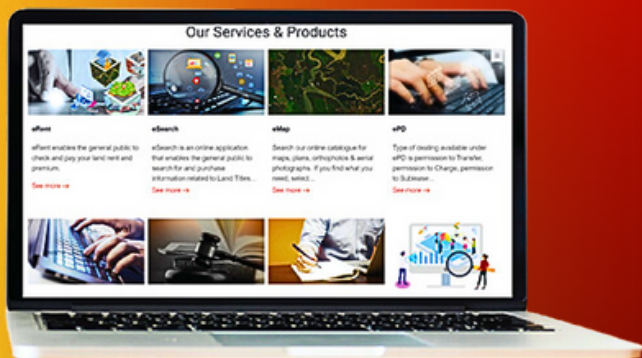 Our Services & Products
eRent
eRent enables the general public to
check and pay your land rent and
premium.
See more →
eSearch
eSearch is an online application
that enables the general public to
search for and purchase
information related to Land Titles...
See more →
eMap
Search our online catalogue for
maps, plans, orthophotos & aerial
photographs. If you find what you
need, select...
See more →
ePD
Type of dealing available under
ePD is permission to Transfer,
permission to Charge, permission
to Sublease...
See more →